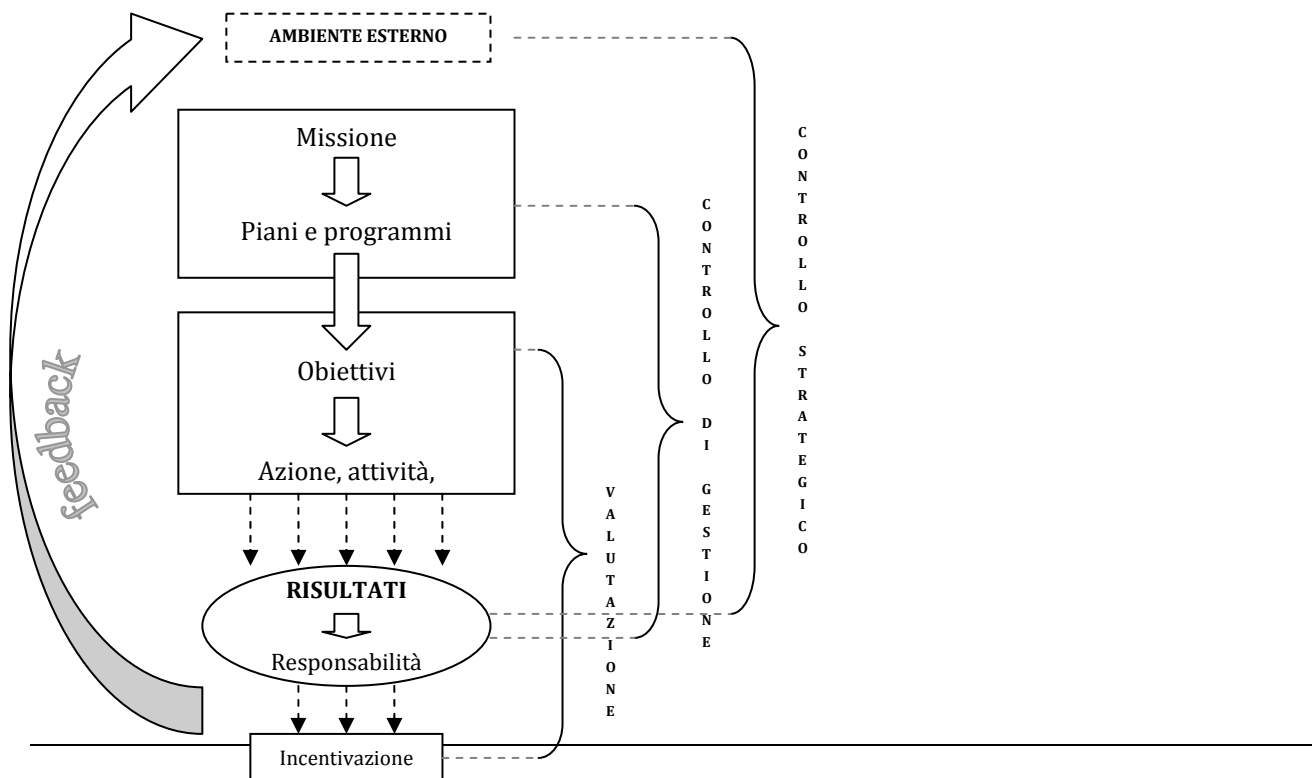 AMBIENTE ESTERNO
Missione
Piani e programmi
Obiettivi
Azione, attività,
RISULTATI
Responsabilità
Incentivazione
feedback
VALUTAZIONE
CONTROLLO DI GESTIONE
CONTROLLO STRATEGICO